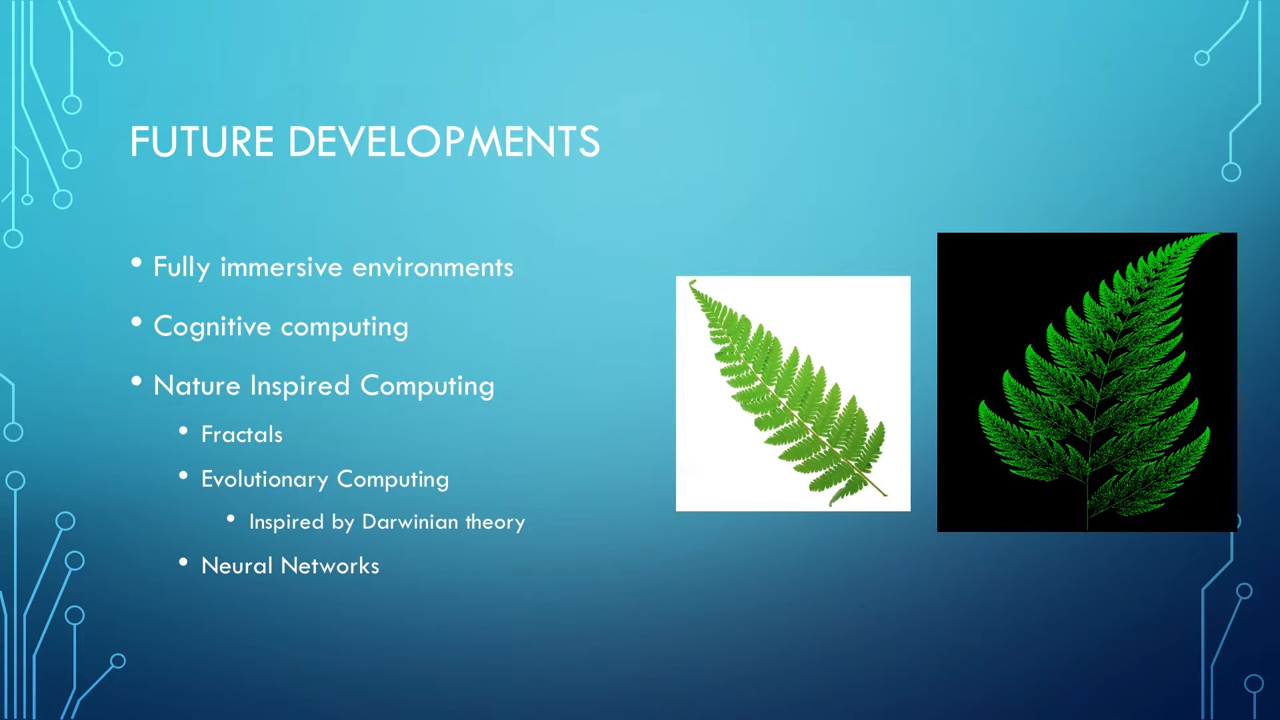 FUTURE DEVELOPMENTS
• Fully immersive environments
• Cognitive computing
• Nature Inspired Computing
• Fractals
• Evolutionary Computing
• Inspired by Darwinian theory
• Neural Networks